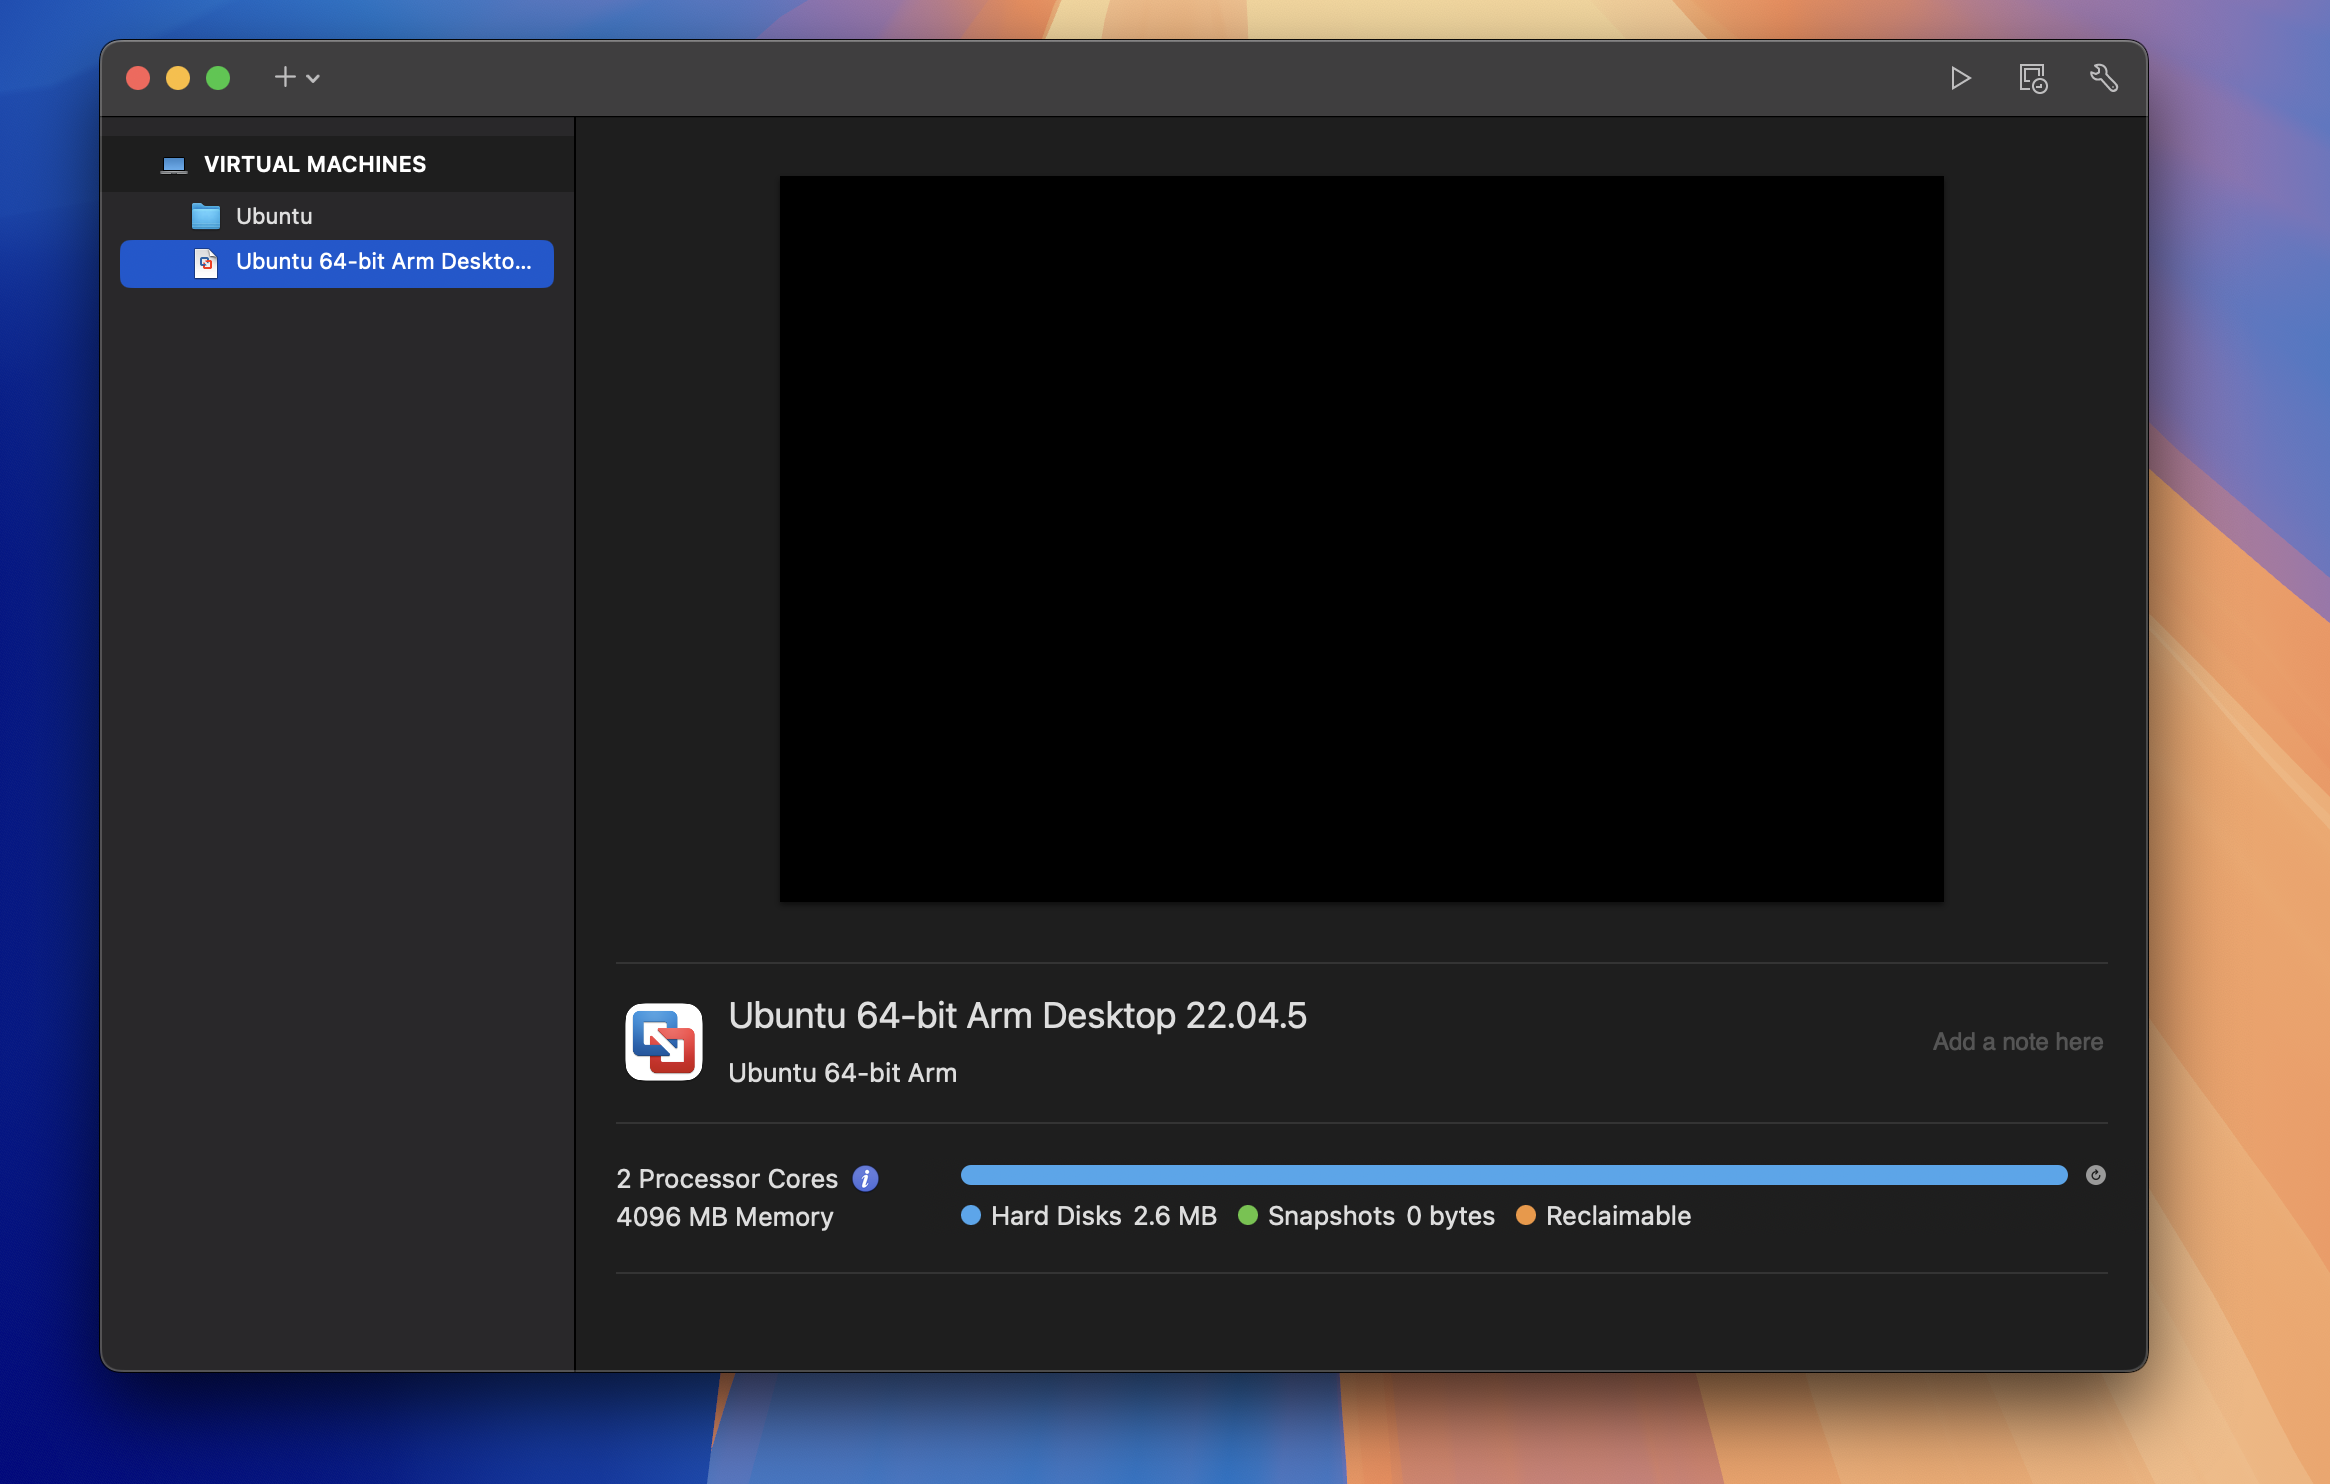 VIRTUAL MACHINES
Ubuntu
Ubuntu 64-bit Arm Deskto...
Ubuntu 64-bit Arm Desktop 22.04.5
Ubuntu 64-bit Arm
Add a note here
2 Processor Cores
4096 MB Memory
Hard Disks 2.6 MB Snapshots 0 bytes Reclaimable